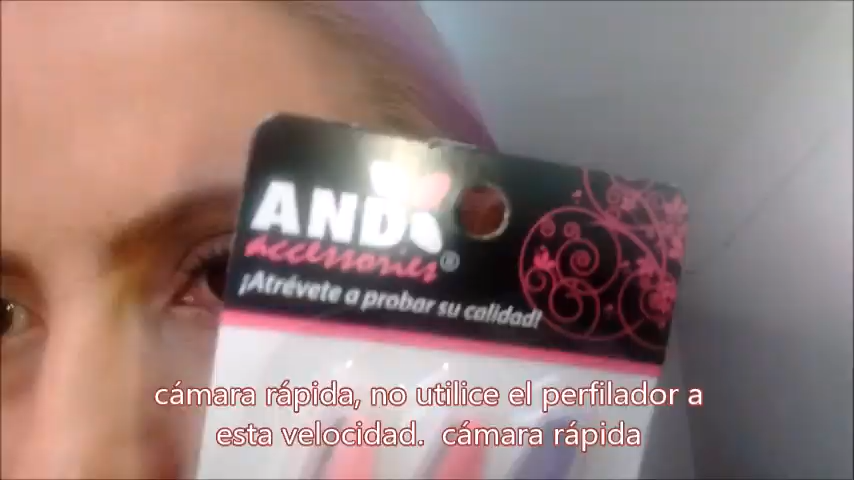 AND
accessories®
¡Atrévete a probar su calidad!
cámara rápida, no utilice el perfilador a
esta velocidad. cámara rápida